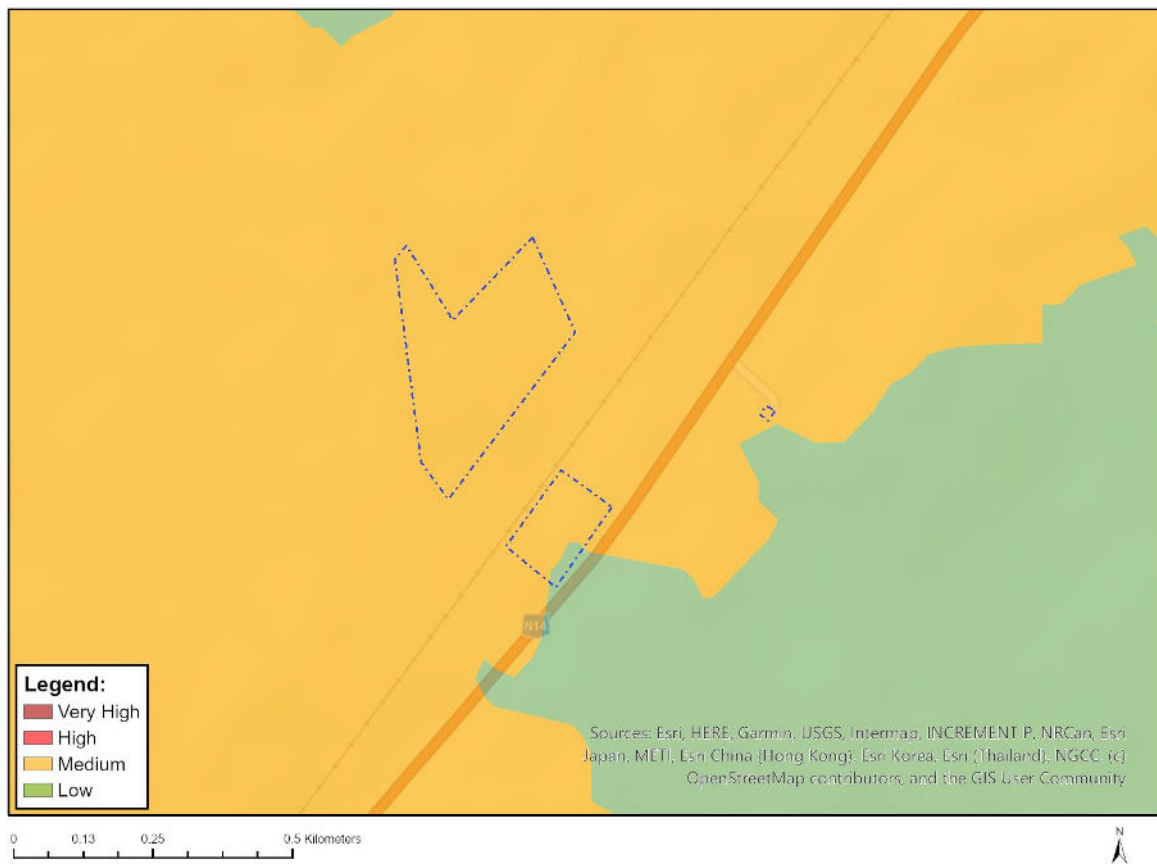 N14
Legend:
Very High
High
Medium
Low
Sources: Esri, HERE, Garmin, USGS, Intermap, INCREMENT P, NRCan, Esri
Japan, METI, Esri China (Hong Kong), Esri Korea, Esri (Thailand), NGCC, (c)
OpenStreetMap contributors, and the GIS User Community
0 0.13 0.25 0.5 Kilometers
N